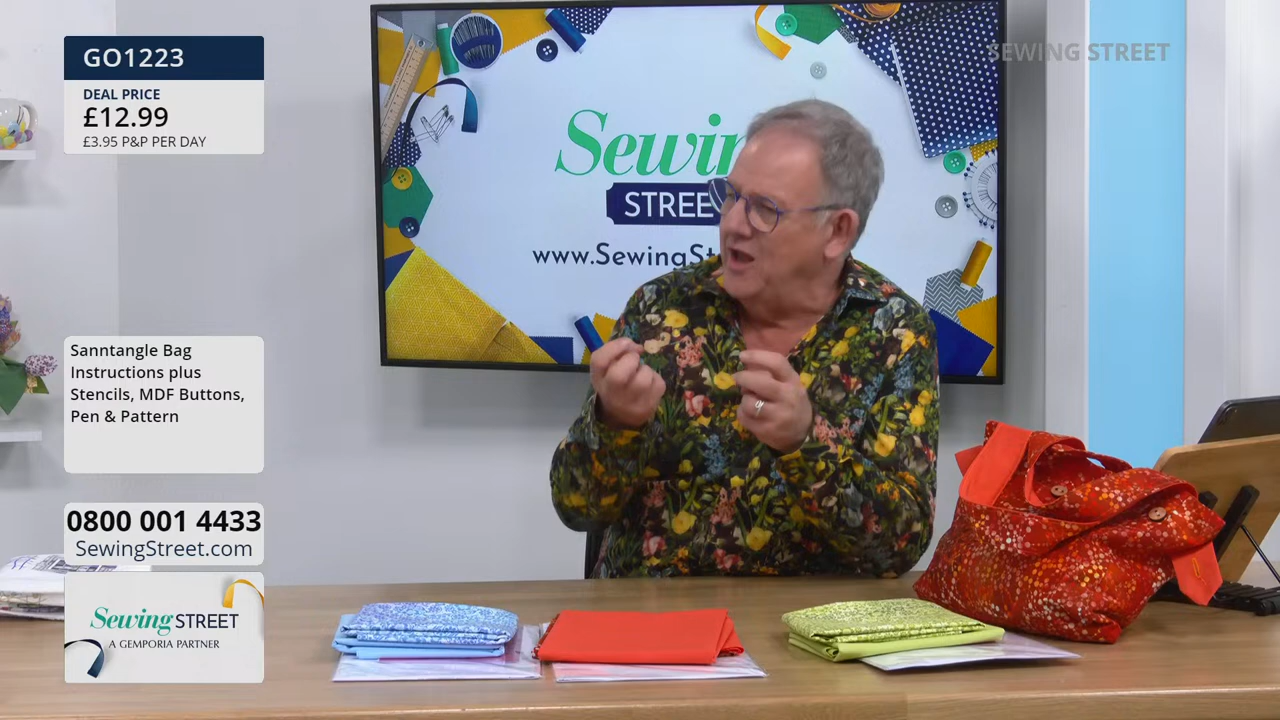 GO1223
DEAL PRICE
£12.99
£3.95 P&P PER DAY
Sanntangle Bag
Instructions plus
Stencils, MDF Buttons,
Pen & Pattern
0800 001 4433
SewingStreet.com
Sewing STREET
A GEMPORIA PARTNER
Sewin
STREE
www.SewingSt
SEWING STREET